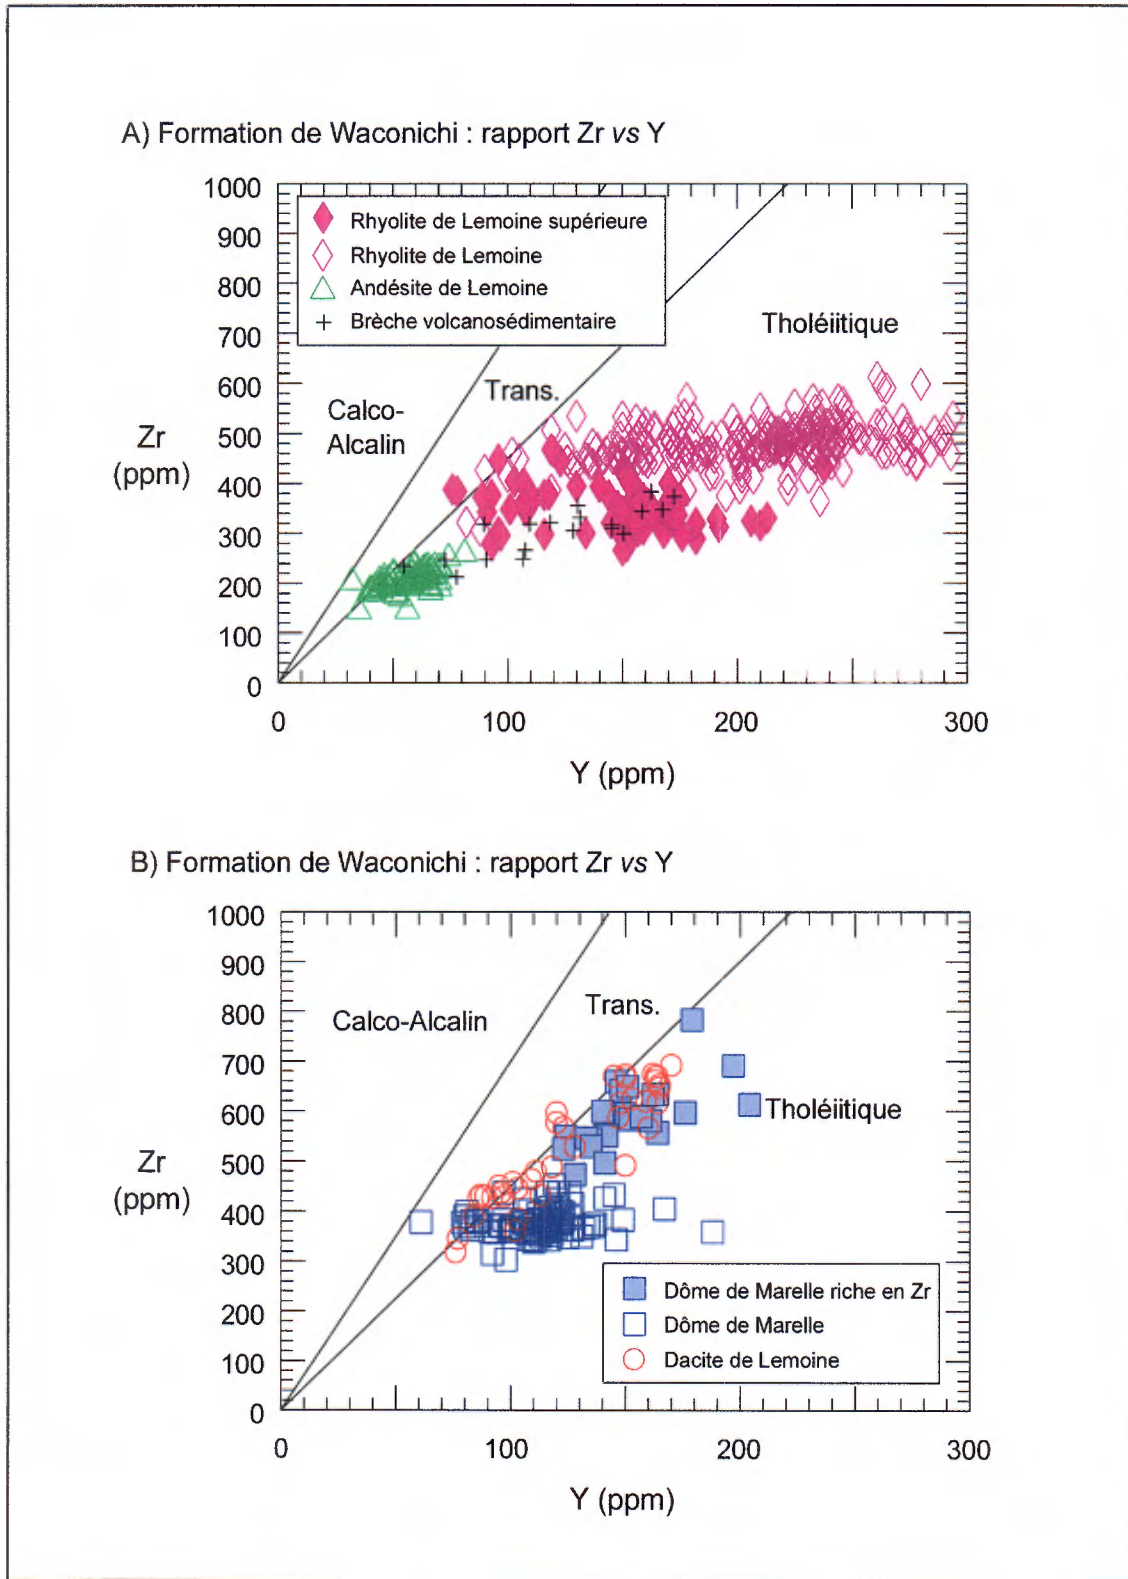 A) Formation de Waconichi : rapport Zr vs Y
1000
900
800
700
600
500
400
300
200
100
0
Zr
(ppm)
Rhyolite de Lemoine supérieure
Rhyolite de Lemoine
Andésite de Lemoine
Brèche volcanosédimentaire
Tholéiitique
Trans.
Calco-
Alcalin
0
100
200
300
Y (ppm)
B) Formation de Waconichi : rapport Zr vs Y
1000
900
800
700
600
500
400
300
200
100
0
Zr
(ppm)
Calco-Alcalin
Trans.
Tholéiitique
Dôme de Marelle riche en Zr
Dôme de Marelle
Dacite de Lemoine
0
100
200
300
Y (ppm)